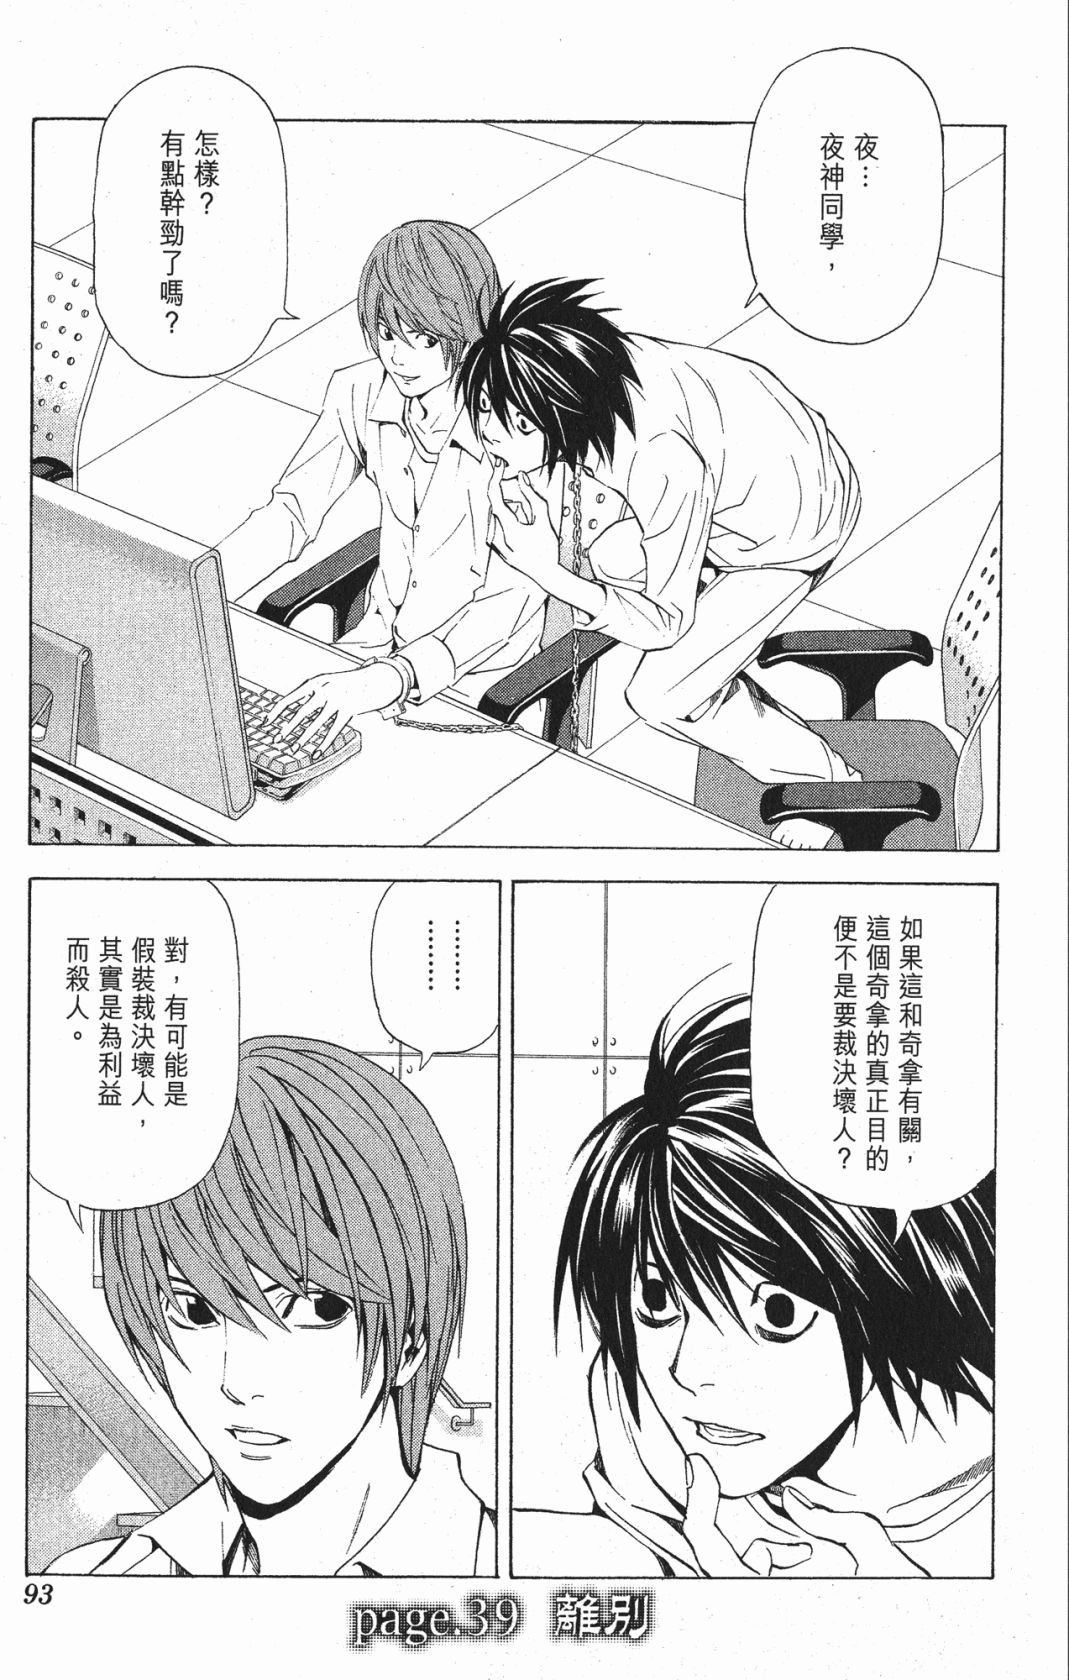 夜…
夜神同學，
怎樣？
有點幹勁了嗎？
如果這和奇拿有關，
這個奇拿的真正目的
便不是要裁決壞人？
………
………
對，有可能是
假裝裁決壞人，
其實是為利益
而殺人。
93
page.39 離別